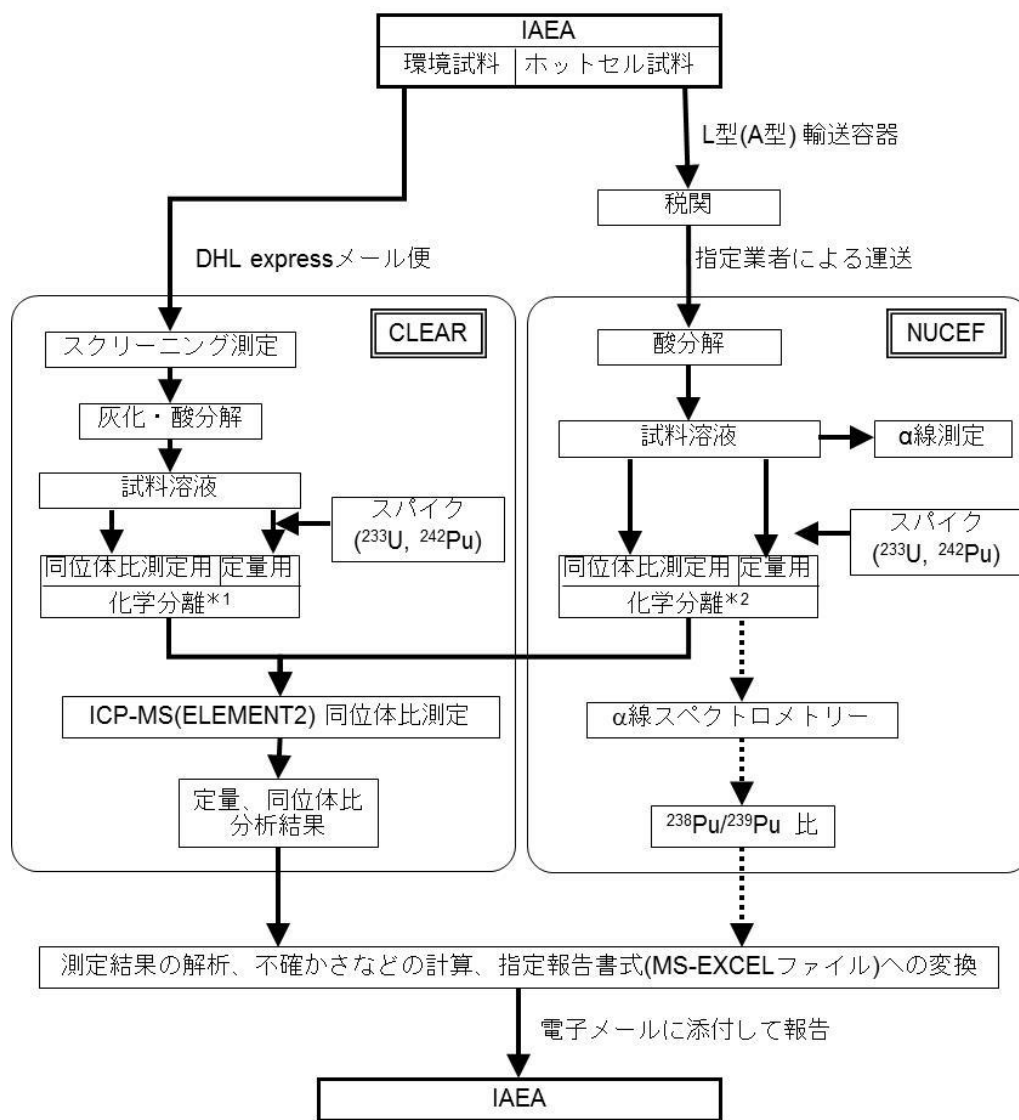 IAEA
環境試料 ホットセル試料
L型(A型) 輸送容器
税関
DHL expressメール便
指定業者による運送
CLEAR
スクリーニング測定
灰化・酸分解
試料溶液
スパイク
(²³³U, ²⁴²Pu)
同位体比測定用 定量用
化学分離*1
ICP-MS(ELEMENT2) 同位体比測定
定量、同位体比
分析結果
NUCEF
酸分解
試料溶液
α線測定
スパイク
(²³³U, ²⁴²Pu)
同位体比測定用 定量用
化学分離*2
α線スペクトロメトリー
²³⁸Pu/²³⁹Pu 比
測定結果の解析、不確かさなどの計算、指定報告書式(MS-EXCELファイル)への変換
電子メールに添付して報告
IAEA